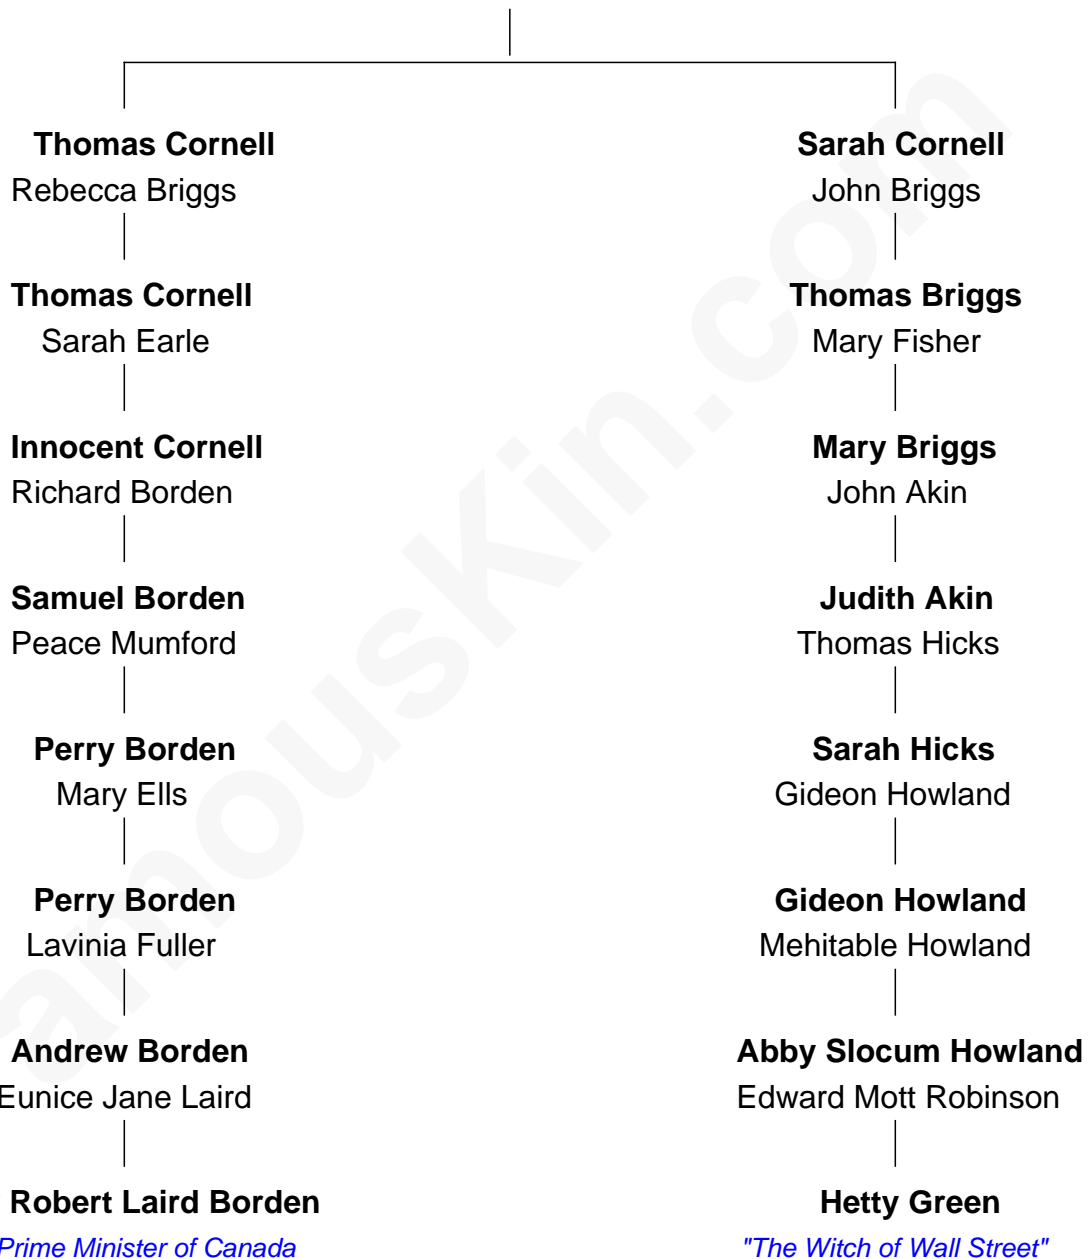 Thomas Cornell
Rebecca Briggs
Sarah Cornell
John Briggs
Thomas Cornell
Sarah Earle
Thomas Briggs
Mary Fisher
Innocent Cornell
Richard Borden
Mary Briggs
John Akin
Samuel Borden
Peace Mumford
Judith Akin
Thomas Hicks
Perry Borden
Mary Ells
Sarah Hicks
Gideon Howland
Perry Borden
Lavinia Fuller
Gideon Howland
Mehitable Howland
Andrew Borden
Eunice Jane Laird
Abby Slocum Howland
Edward Mott Robinson
Robert Laird Borden
Prime Minister of Canada
Hetty Green
"The Witch of Wall Street"
amousKin.com